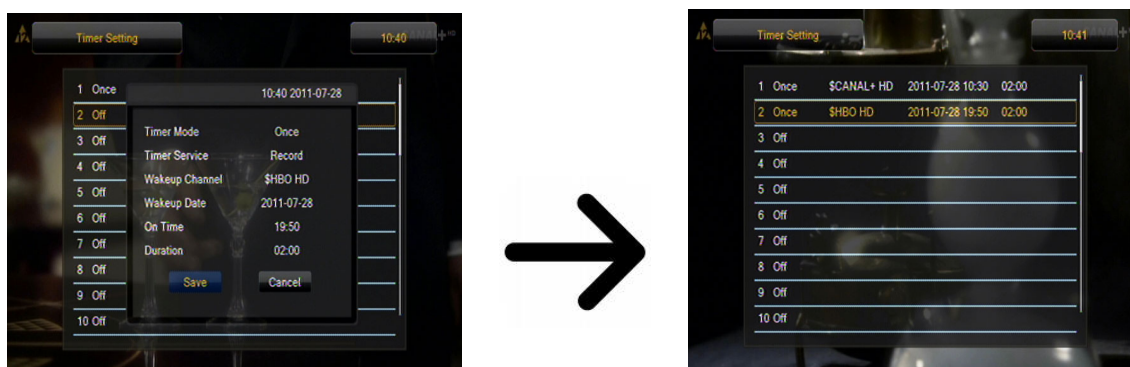 Timer Setting
10:40
1 Once
2 Off
3 Off
4 Off
5 Off
6 Off
7 Off
8 Off
9 Off
10 Off
10:40 2011-07-28
Timer Mode Once
Timer Service Record
Wakeup Channel $HBO HD
Wakeup Date 2011-07-28
On Time 19:50
Duration 02:00
Save Cancel
Timer Setting
10:41
1 Once $CANAL+ HD 2011-07-28 10:30 02:00
2 Once $HBO HD 2011-07-28 19:50 02:00
3 Off
4 Off
5 Off
6 Off
7 Off
8 Off
9 Off
10 Off